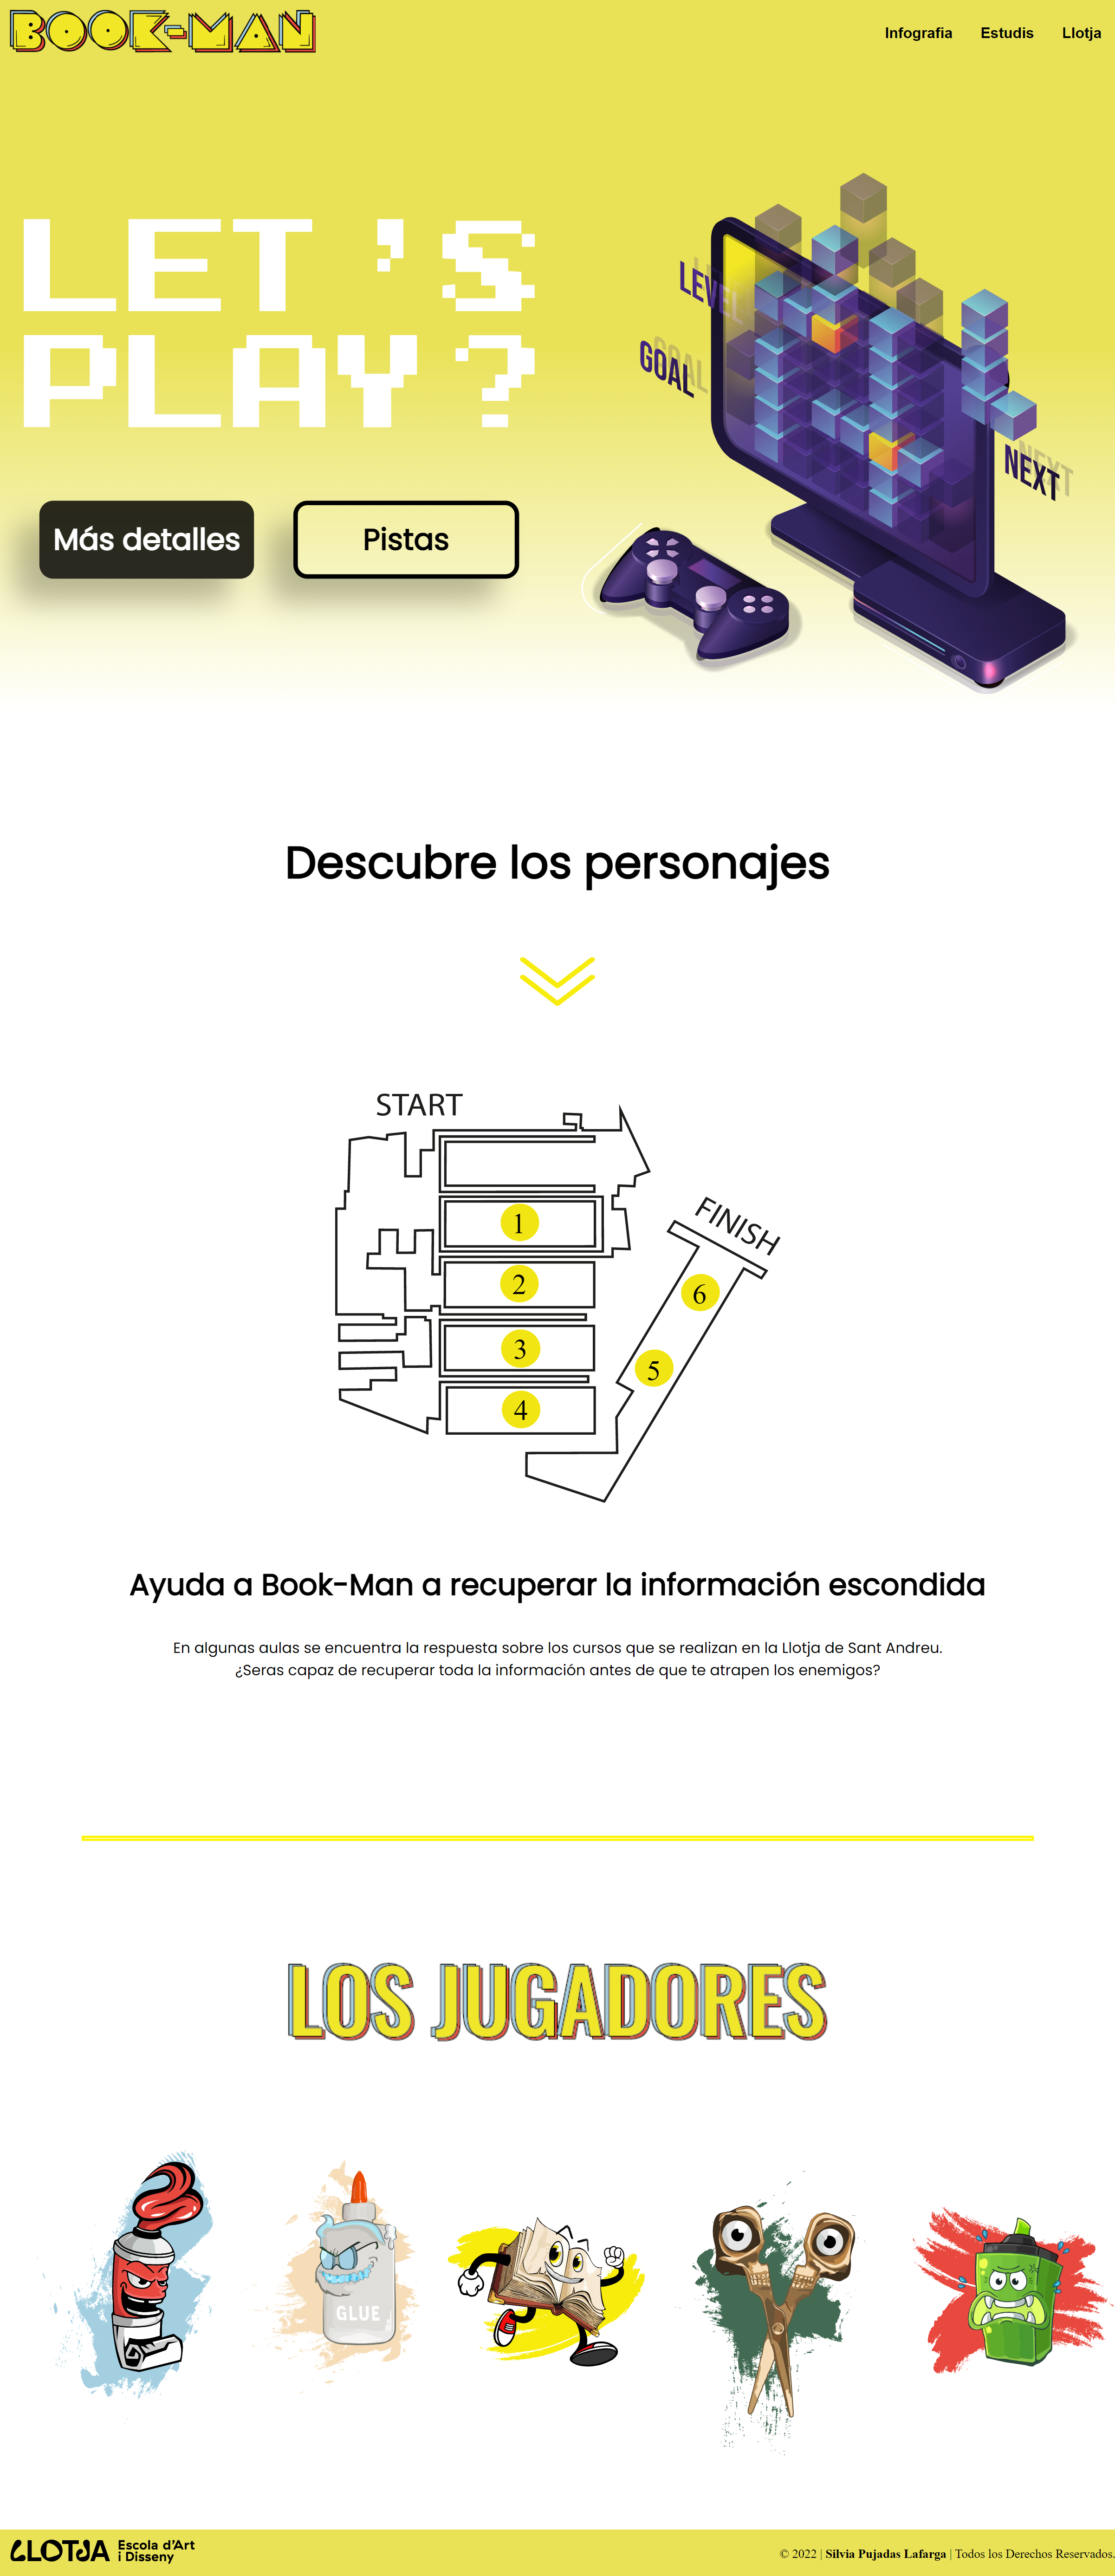 BOOK-MAN
Infografia Estudis Llotja
LET'S
PLAY?
LEVEL
GOAL
NEXT
Más detalles Pistas
Descubre los personajes
START
FINISH
1
2
3
4
5
6
Ayuda a Book-Man a recuperar la información escondida
En algunas aulas se encuentra la respuesta sobre los cursos que se realizan en la Llotja de Sant Andreu.
¿Seras capaz de recuperar toda la información antes de que te atrapen los enemigos?
LOS JUGADORES
GLUE
LLOTJA Escola d'Art
i Disseny
© 2022 | Silvia Pujadas Lafarga | Todos los Derechos Reservados.